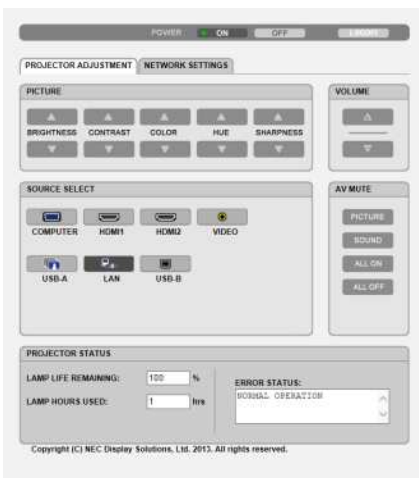 POWER ON OFF LOGOFF
PROJECTOR ADJUSTMENT NETWORK SETTINGS
PICTURE
VOLUME
BRIGHTNESS CONTRAST COLOR HUE SHARPNESS
SOURCE SELECT
AV MUTE
COMPUTER HDMI1 HDMI2 VIDEO
USB-A LAN USB-B
PICTURE
SOUND
ALL ON
ALL OFF
PROJECTOR STATUS
LAMP LIFE REMAINING: 100 %
LAMP HOURS USED: 1 hrs
ERROR STATUS:
NORMAL OPERATION
Copyright (C) NEC Display Solutions, Ltd. 2013. All rights reserved.